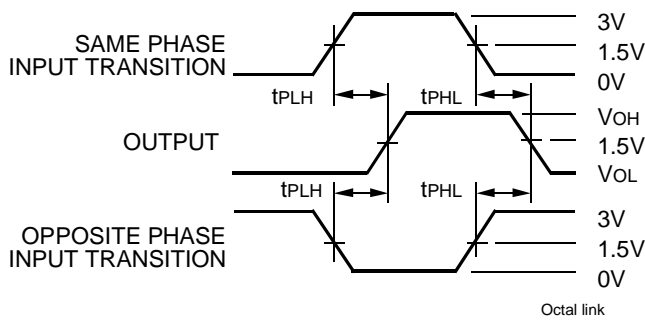 SAME PHASE
INPUT TRANSITION
3V
1.5V
0V
tPLH
tPHL
OUTPUT
VOH
1.5V
VOL
tPLH
tPHL
OPPOSITE PHASE
INPUT TRANSITION
3V
1.5V
0V
Octal link